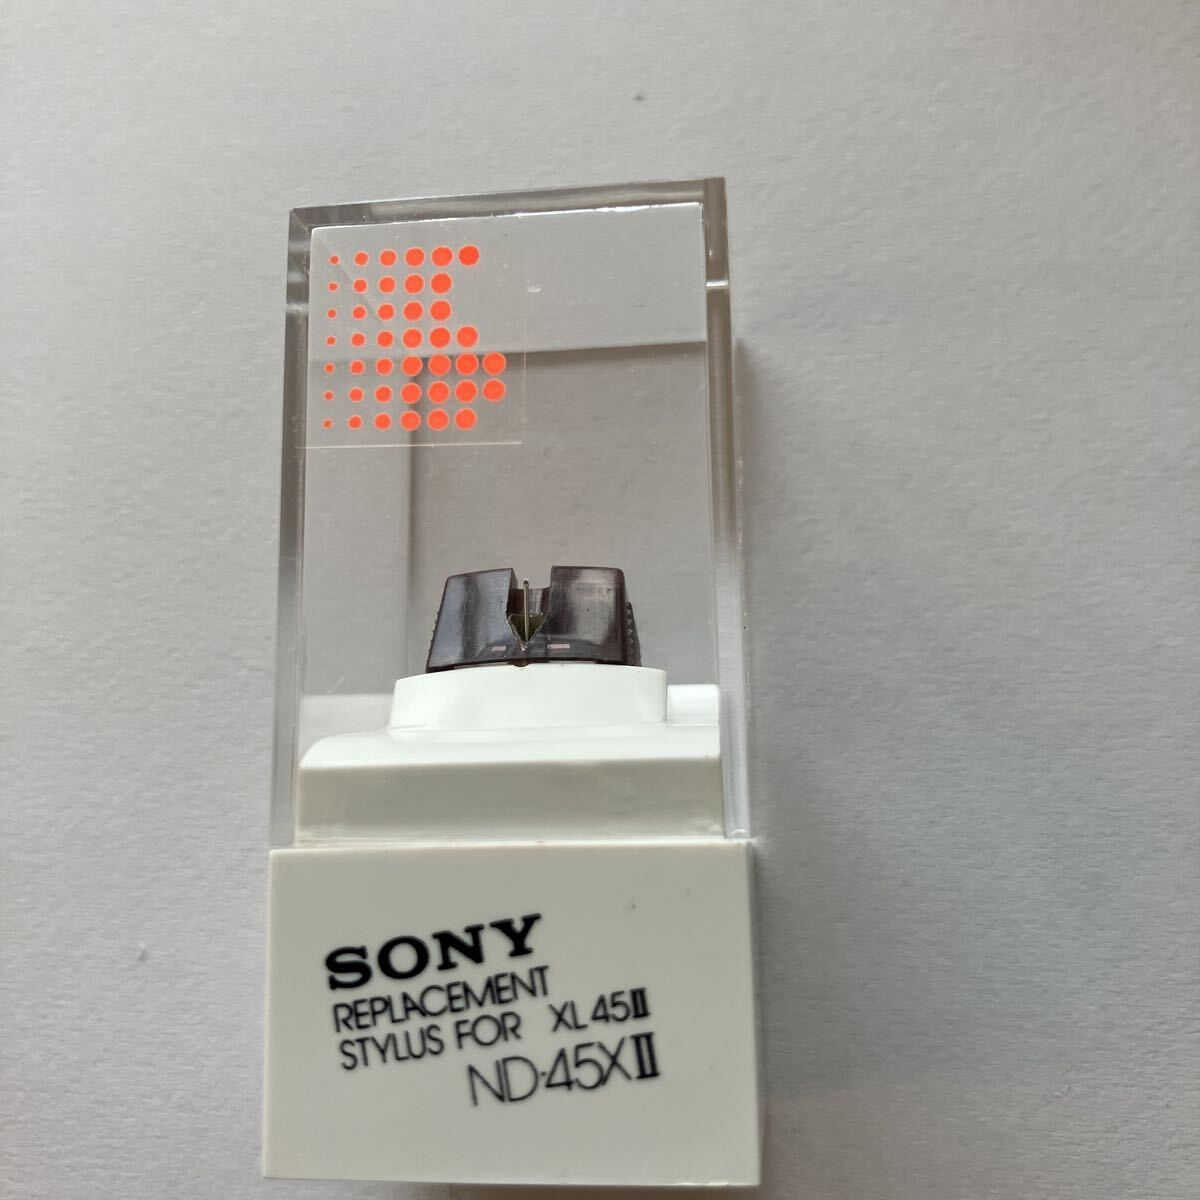 SONY
REPLACEMENT
STYLUS FOR XL 45II
ND-45XII